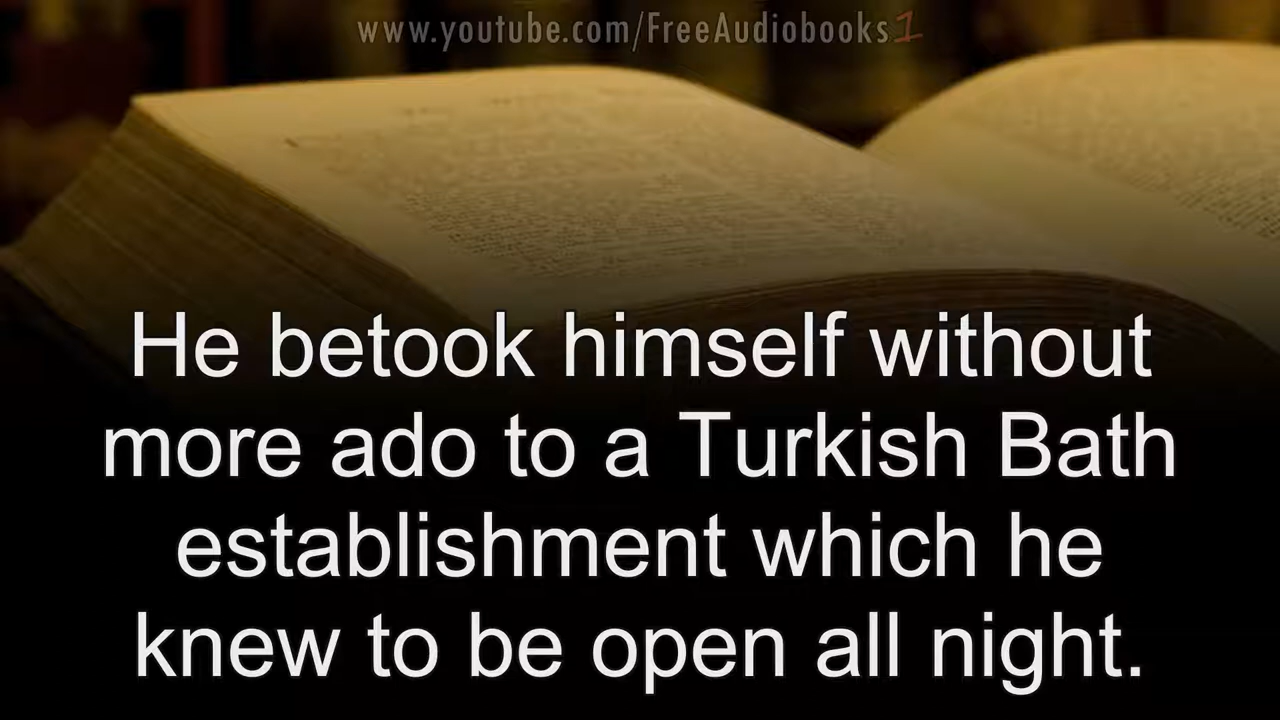 www.youtube.com/FreeAudiobooks1
He betook himself without
more ado to a Turkish Bath
establishment which he
knew to be open all night.